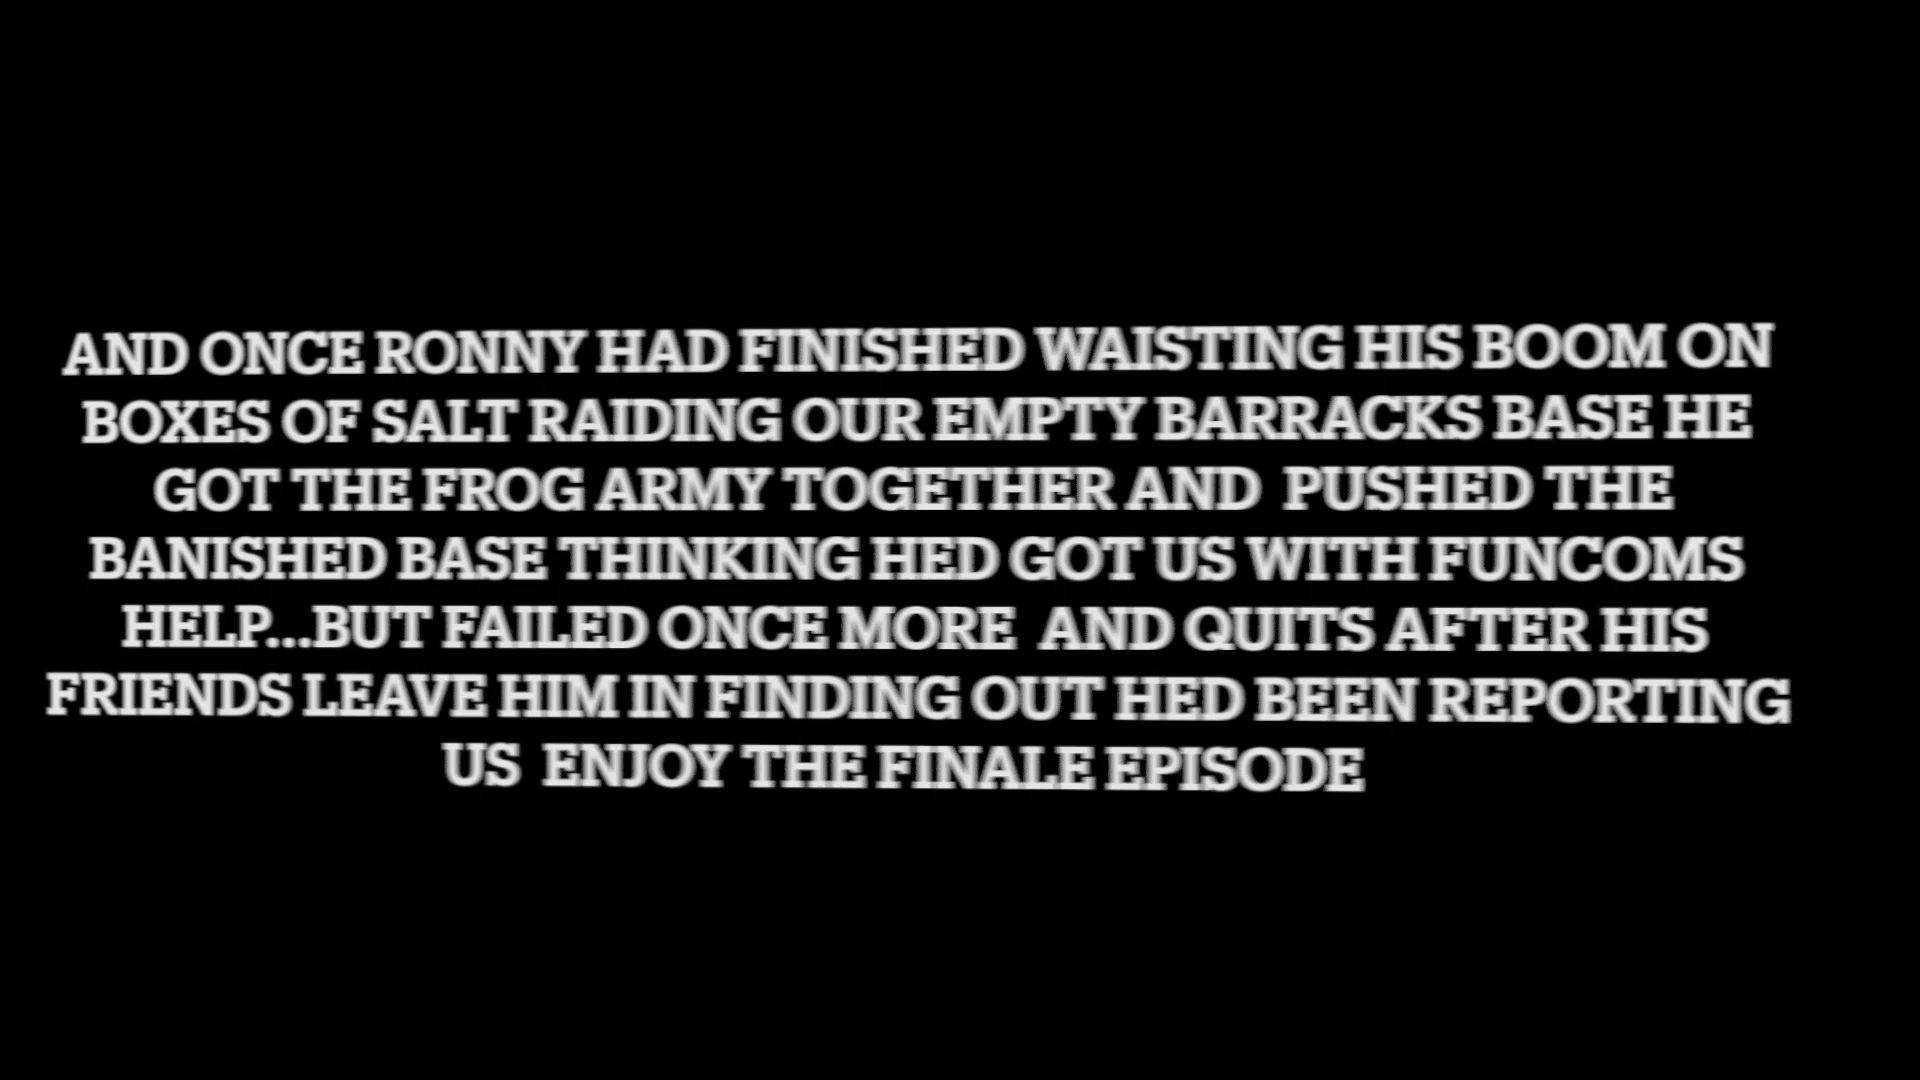 AND ONCE RONNY HAD FINISHED WAISTING HIS BOOM ON
BOXES OF SALT RAIDING OUR EMPTY BARRACKS BASE HE
GOT THE FROG ARMY TOGETHER AND PUSHED THE
BANISHED BASE THINKING HED GOT US WITH FUNCOMS
HELP...BUT FAILED ONCE MORE AND QUITS AFTER HIS
FRIENDS LEAVE HIM IN FINDING OUT HED BEEN REPORTING
US ENJOY THE FINALE EPISODE